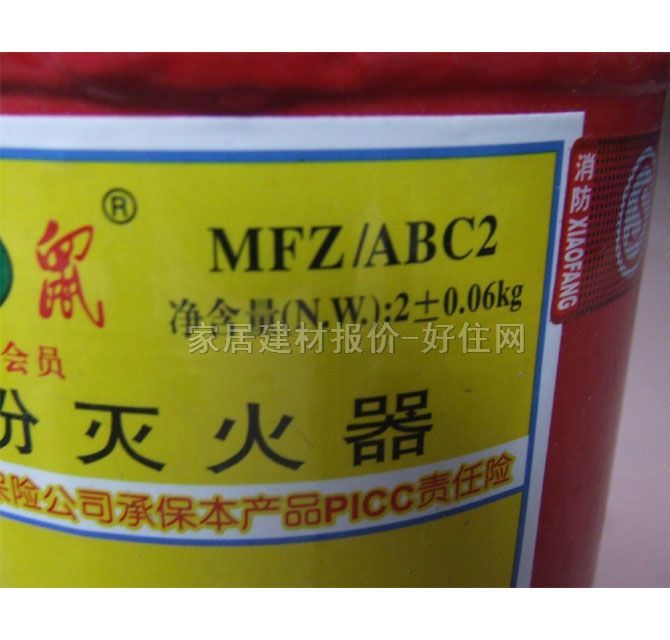 鼠®
MFZ/ABC2
净含量(N.W.):2±0.06kg
家居建材报价-好住网
会员
粉灭火器
保险公司承保本产品PICC责任险
消防 XIAOFANG